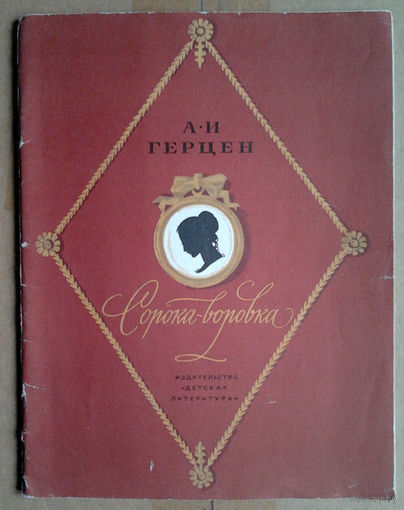 А·И
ГЕРЦЕН
Сорока-воровка
ИЗДАТЕЛЬСТВО
«ДЕТСКАЯ
ЛИТЕРАТУРА»